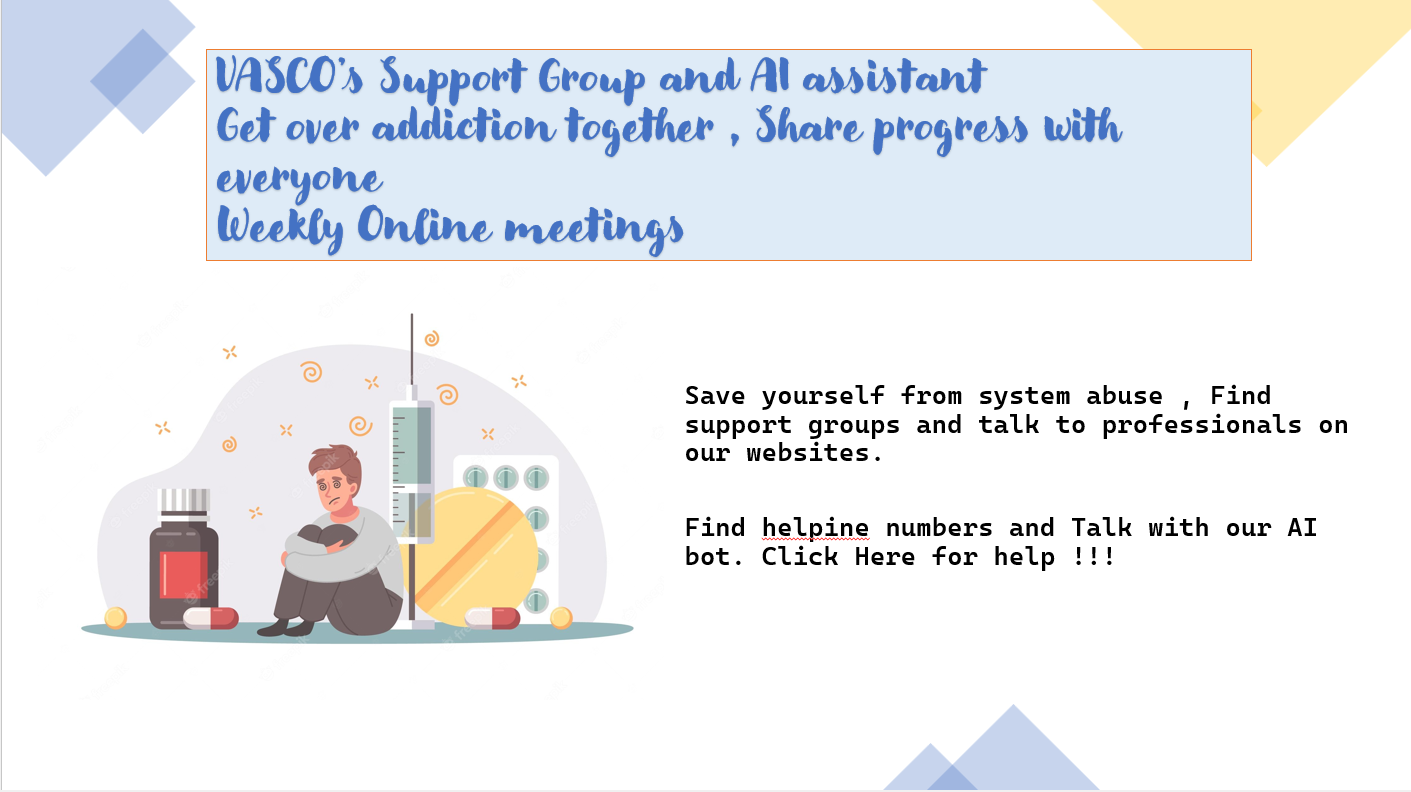 VASCO's Support Group and AI assistant
Get over addiction together , Share progress with
everyone
Weekly Online meetings
Save yourself from system abuse , Find
support groups and talk to professionals on
our websites.
Find helpine numbers and Talk with our AI
bot. Click Here for help !!!